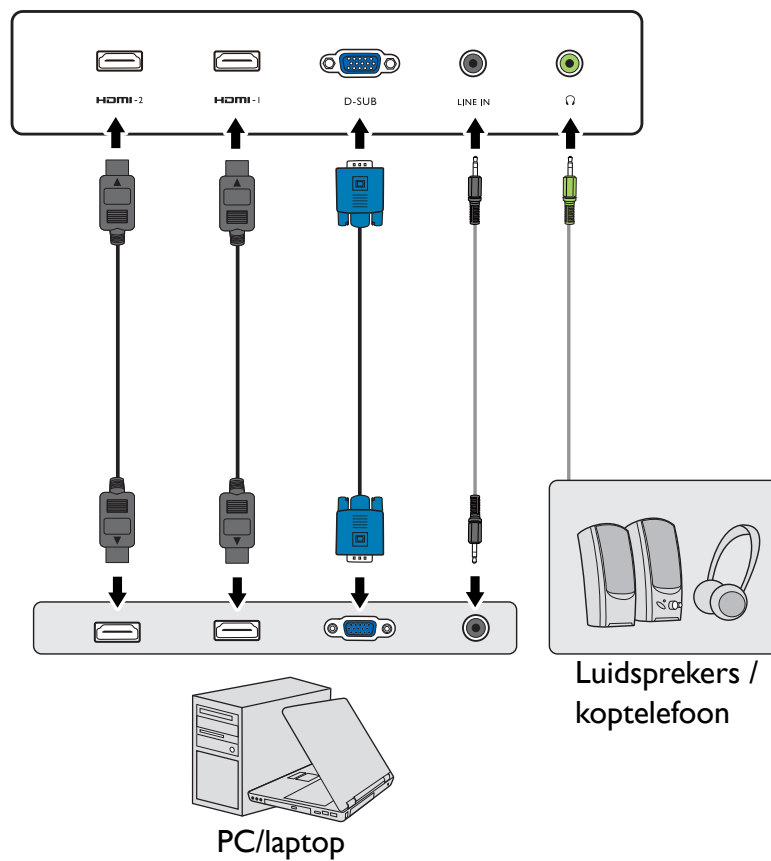 HDMI-2
HDMI-1
D-SUB
LINE IN
Luidsprekers /
koptelefoon
PC/laptop